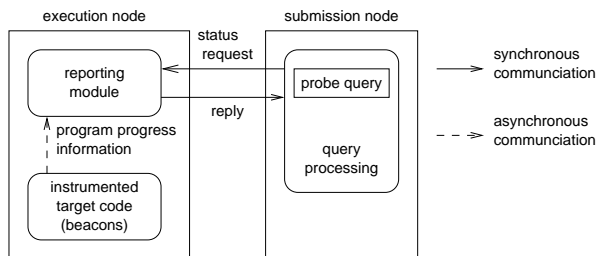 execution node
submission node
reporting
module
status
request
reply
probe query
query
processing
program progress
information
instrumented
target code
(beacons)
synchronous
communciation
asynchronous
communciation